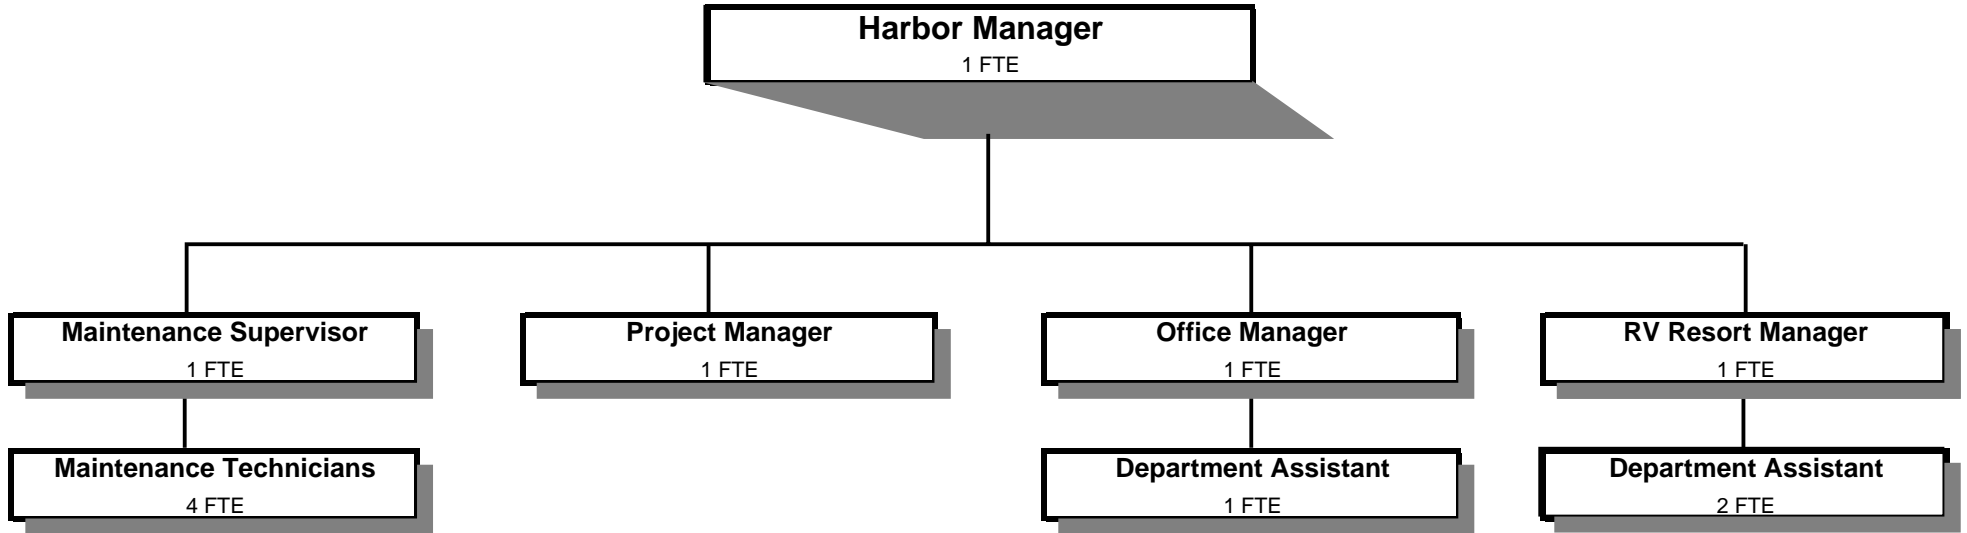 Harbor Manager
1 FTE
Maintenance Supervisor
1 FTE
Project Manager
1 FTE
Office Manager
1 FTE
RV Resort Manager
1 FTE
Maintenance Technicians
4 FTE
Department Assistant
1 FTE
Department Assistant
2 FTE